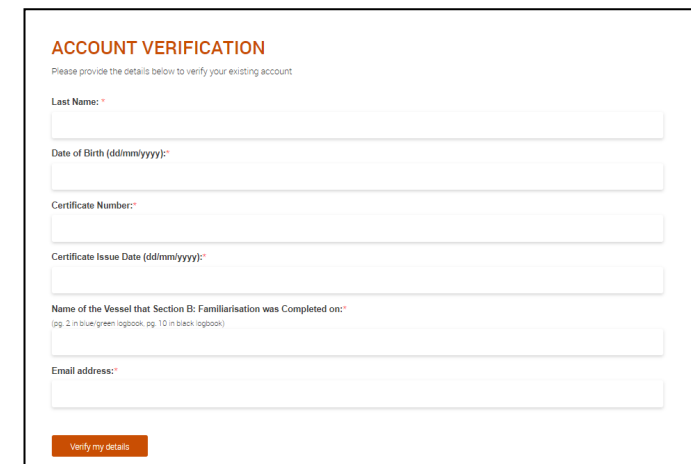 ACCOUNT VERIFICATION
Please provide the details below to verify your existing account
Last Name: *
Date of Birth (dd/mm/yyyy):*
Certificate Number:*
Certificate Issue Date (dd/mm/yyyy):*
Name of the Vessel that Section B: Familiarisation was Completed on:*
(pg. 2 in blue/green logbook, pg. 10 in black logbook)
Email address:*
Verify my details